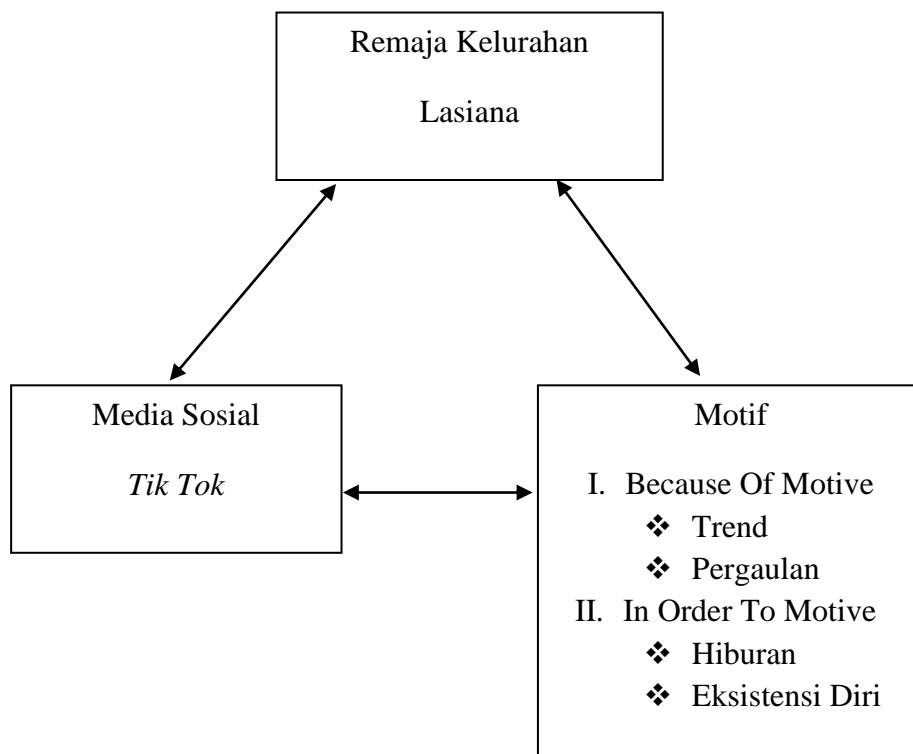 Remaja Kelurahan
Lasiana
Media Sosial
Tik Tok
Motif
I. Because Of Motive
❖ Trend
❖ Pergaulan
II. In Order To Motive
❖ Hiburan
❖ Eksistensi Diri